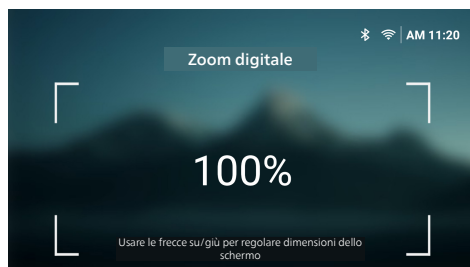 AM 11:20
Zoom digitale
100%
Usare le frecce su/giù per regolare dimensioni dello
schermo